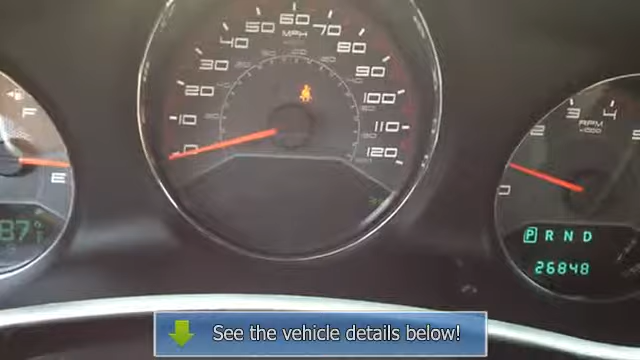 60
50 70
MPH
40 80
30 90
20 100
10 110
0 120
F
E
87°F
3 4
2 5
RPM
x1000
0
P R N D
26848
See the vehicle details below!